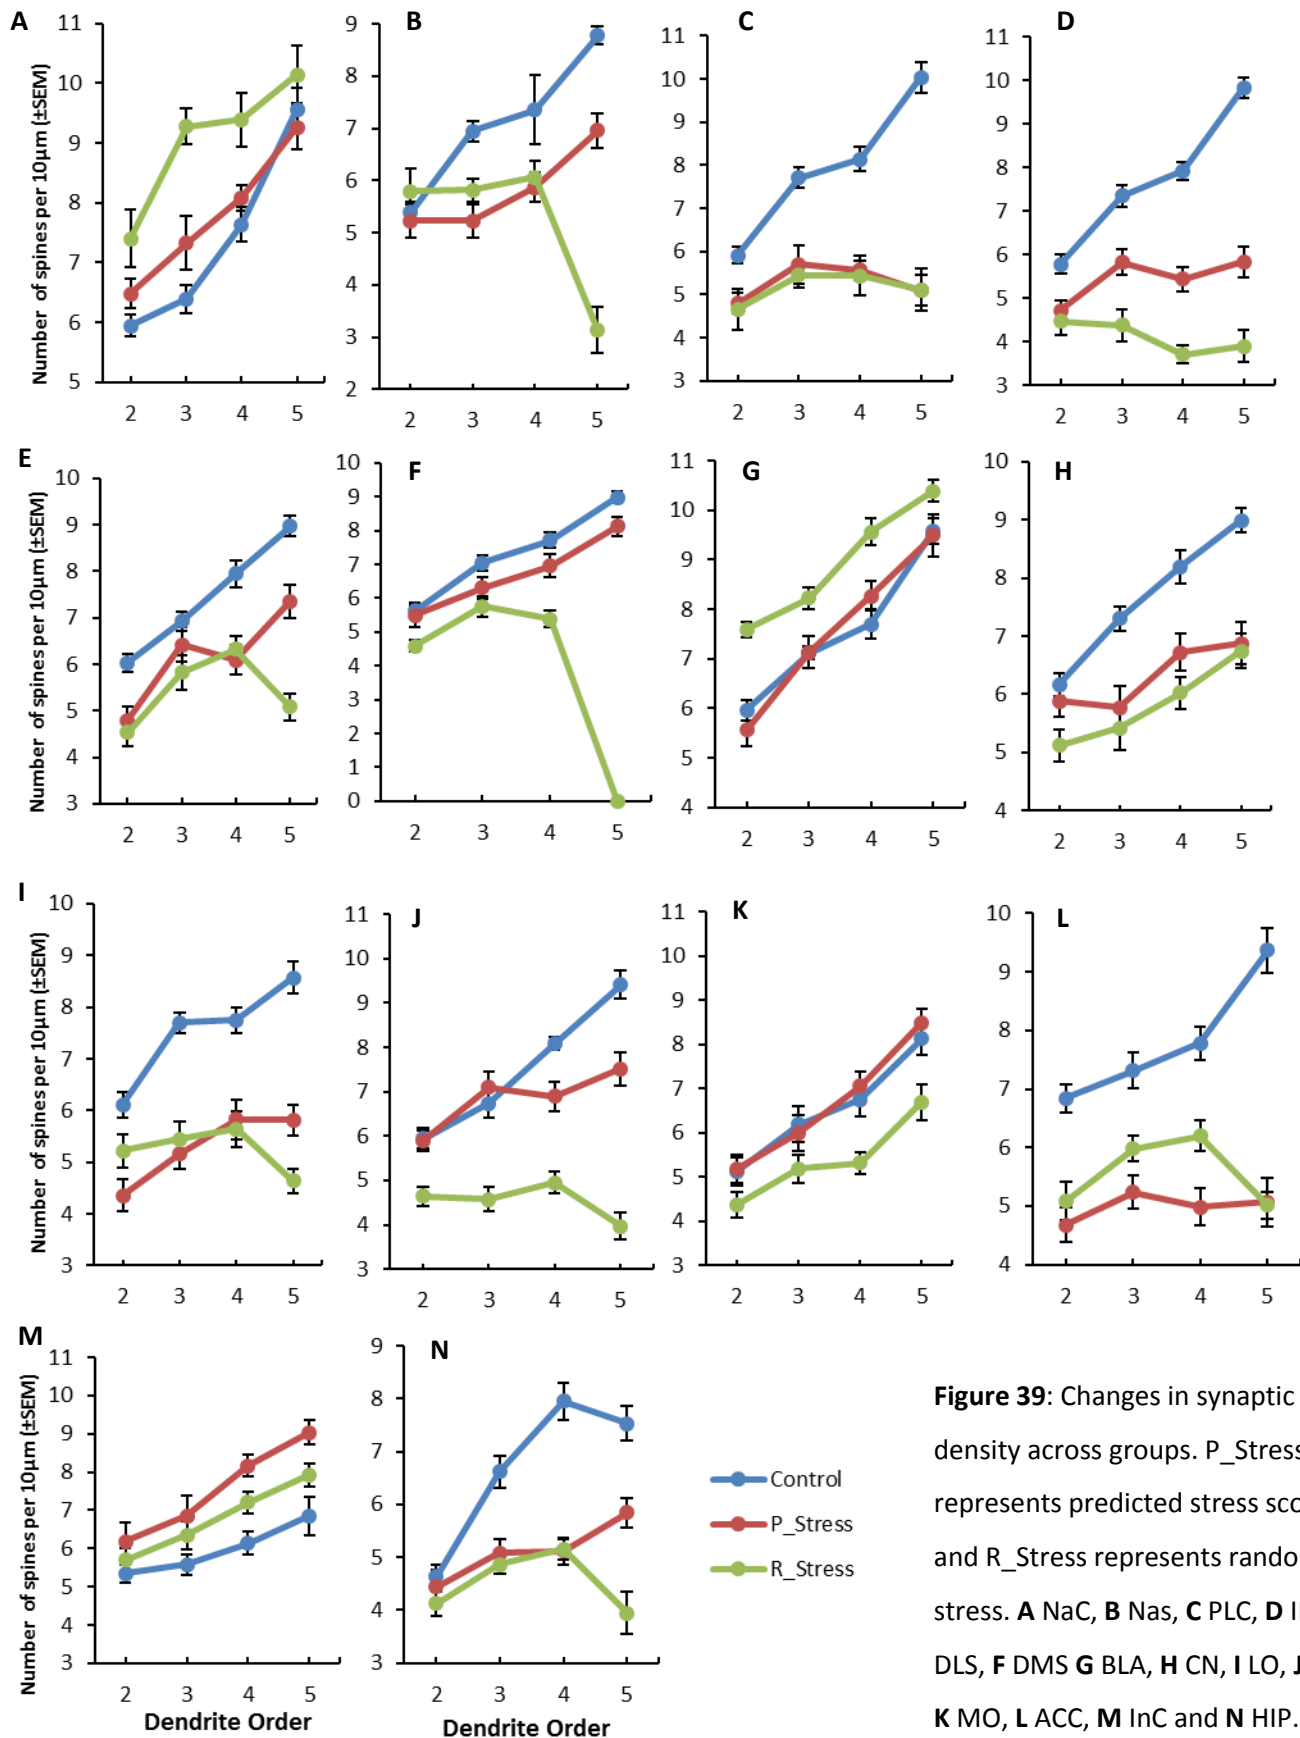 A
B
C
D
Number of spines per 10µm (±SEM)
11
10
9
8
7
6
5
2 3 4 5
9
8
7
6
5
4
3
2
2 3 4 5
11
10
9
8
7
6
5
4
3
2 3 4 5
11
10
9
8
7
6
5
4
3
2 3 4 5
E
F
G
H
Number of spines per 10µm (±SEM)
10
9
8
7
6
5
4
3
2 3 4 5
10
9
8
7
6
5
4
3
2
1
0
2 3 4 5
11
10
9
8
7
6
5
4
2 3 4 5
10
9
8
7
6
5
4
2 3 4 5
I
J
K
L
Number of spines per 10µm (±SEM)
10
9
8
7
6
5
4
3
2 3 4 5
11
10
9
8
7
6
5
4
3
2 3 4 5
11
10
9
8
7
6
5
4
3
2 3 4 5
10
9
8
7
6
5
4
2 3 4 5
M
N
Number of spines per 10µm (±SEM)
11
10
9
8
7
6
5
4
3
2 3 4 5
Dendrite Order
9
8
7
6
5
4
3
2 3 4 5
Dendrite Order
Control
P_Stress
R_Stress
Figure 39: Changes in synaptic
density across groups. P_Stress
represents predicted stress
and R_Stress represents
stress. A NaC, B Nas, C PLC, D
DLS, F DMS G BLA, H CN, I LO,
K MO, L ACC, M InC and N HIP.